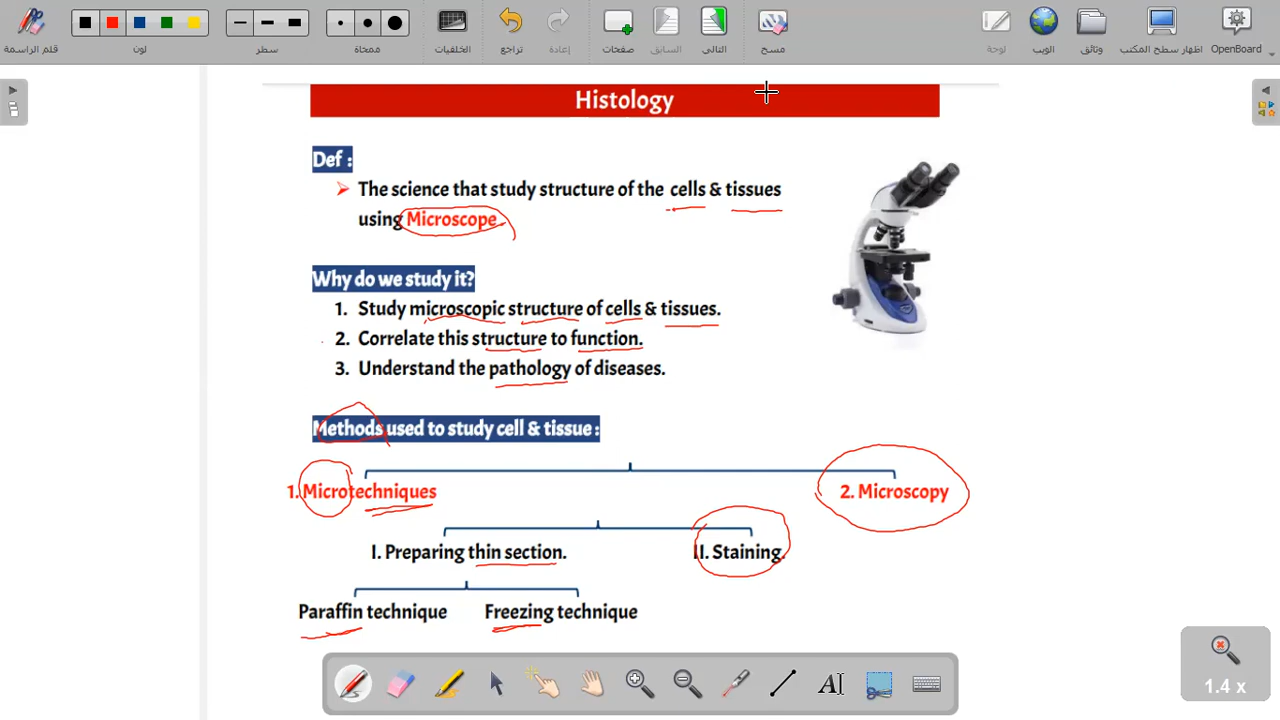 قلم الراسمة
لون
سطر
ممحاة
الخلفيات
تراجع
إعادة
صفحات
السابق
التالي
مسح
لوحة
الويب
وثائق
اظهار سطح المكتب
OpenBoard
Histology
Def :
The science that study structure of the cells & tissues
using Microscope.
Why do we study it?
1. Study microscopic structure of cells & tissues.
2. Correlate this structure to function.
3. Understand the pathology of diseases.
Methods used to study cell & tissue :
1. Microtechniques
2. Microscopy
I. Preparing thin section.
II. Staining.
Paraffin technique
Freezing technique
AI
1.4 x